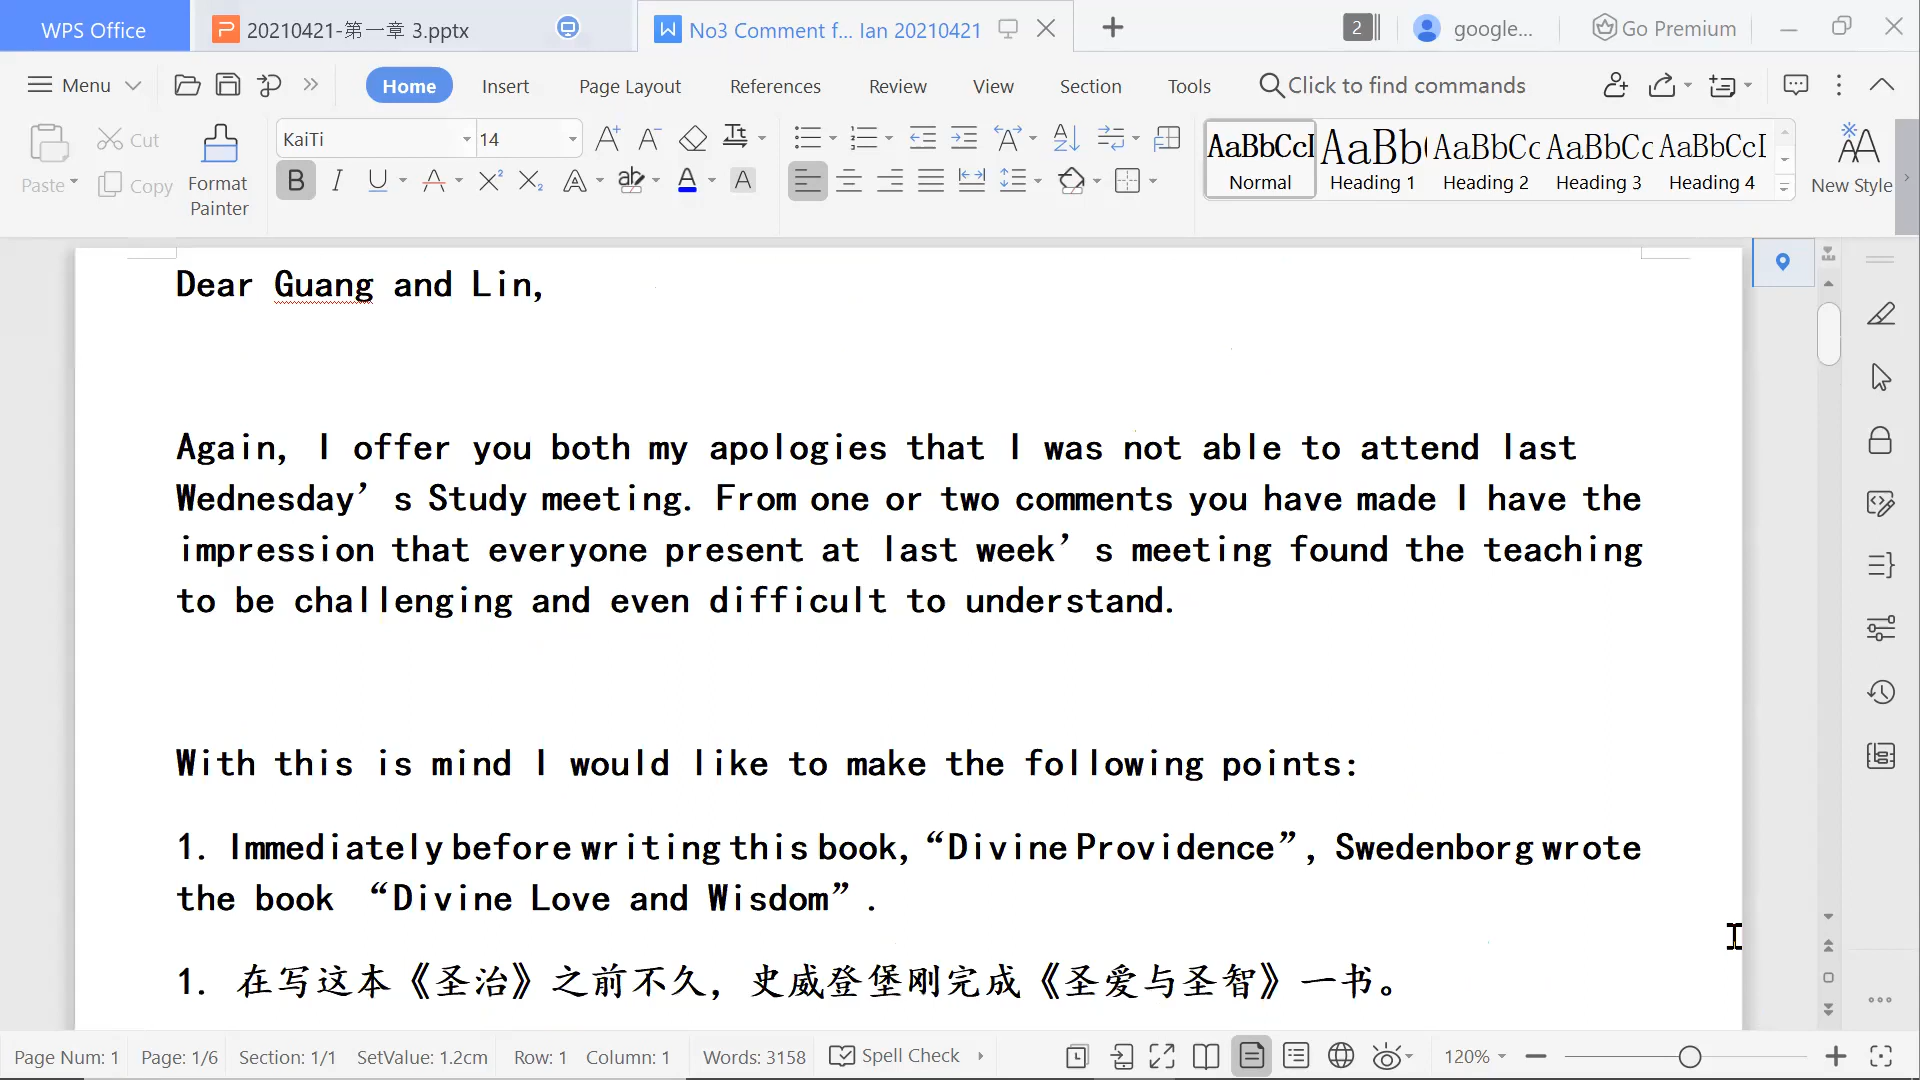 WPS Office
20210421-第一章 3.pptx
No3 Comment f... Ian 20210421
2
google...
Go Premium
Menu
Home
Insert
Page Layout
References
Review
View
Section
Tools
Click to find commands
Paste
Cut
Copy
Format
Painter
KaiTi
14
AaBbCcI
Normal
AaBb(
Heading 1
AaBbCc
Heading 2
AaBbCc
Heading 3
AaBbCcI
Heading 4
New Style
Dear Guang and Lin,
Again, I offer you both my apologies that I was not able to attend last
Wednesday’s Study meeting. From one or two comments you have made I have the
impression that everyone present at last week’s meeting found the teaching
to be challenging and even difficult to understand.
With this is mind I would like to make the following points:
1. Immediately before writing this book, “Divine Providence”, Swedenborg wrote
the book “Divine Love and Wisdom”.
1. 在写这本《圣治》之前不久，史威登堡刚完成《圣爱与圣智》一书。
Page Num: 1
Page: 1/6
Section: 1/1
SetValue: 1.2cm
Row: 1
Column: 1
Words: 3158
Spell Check
120%